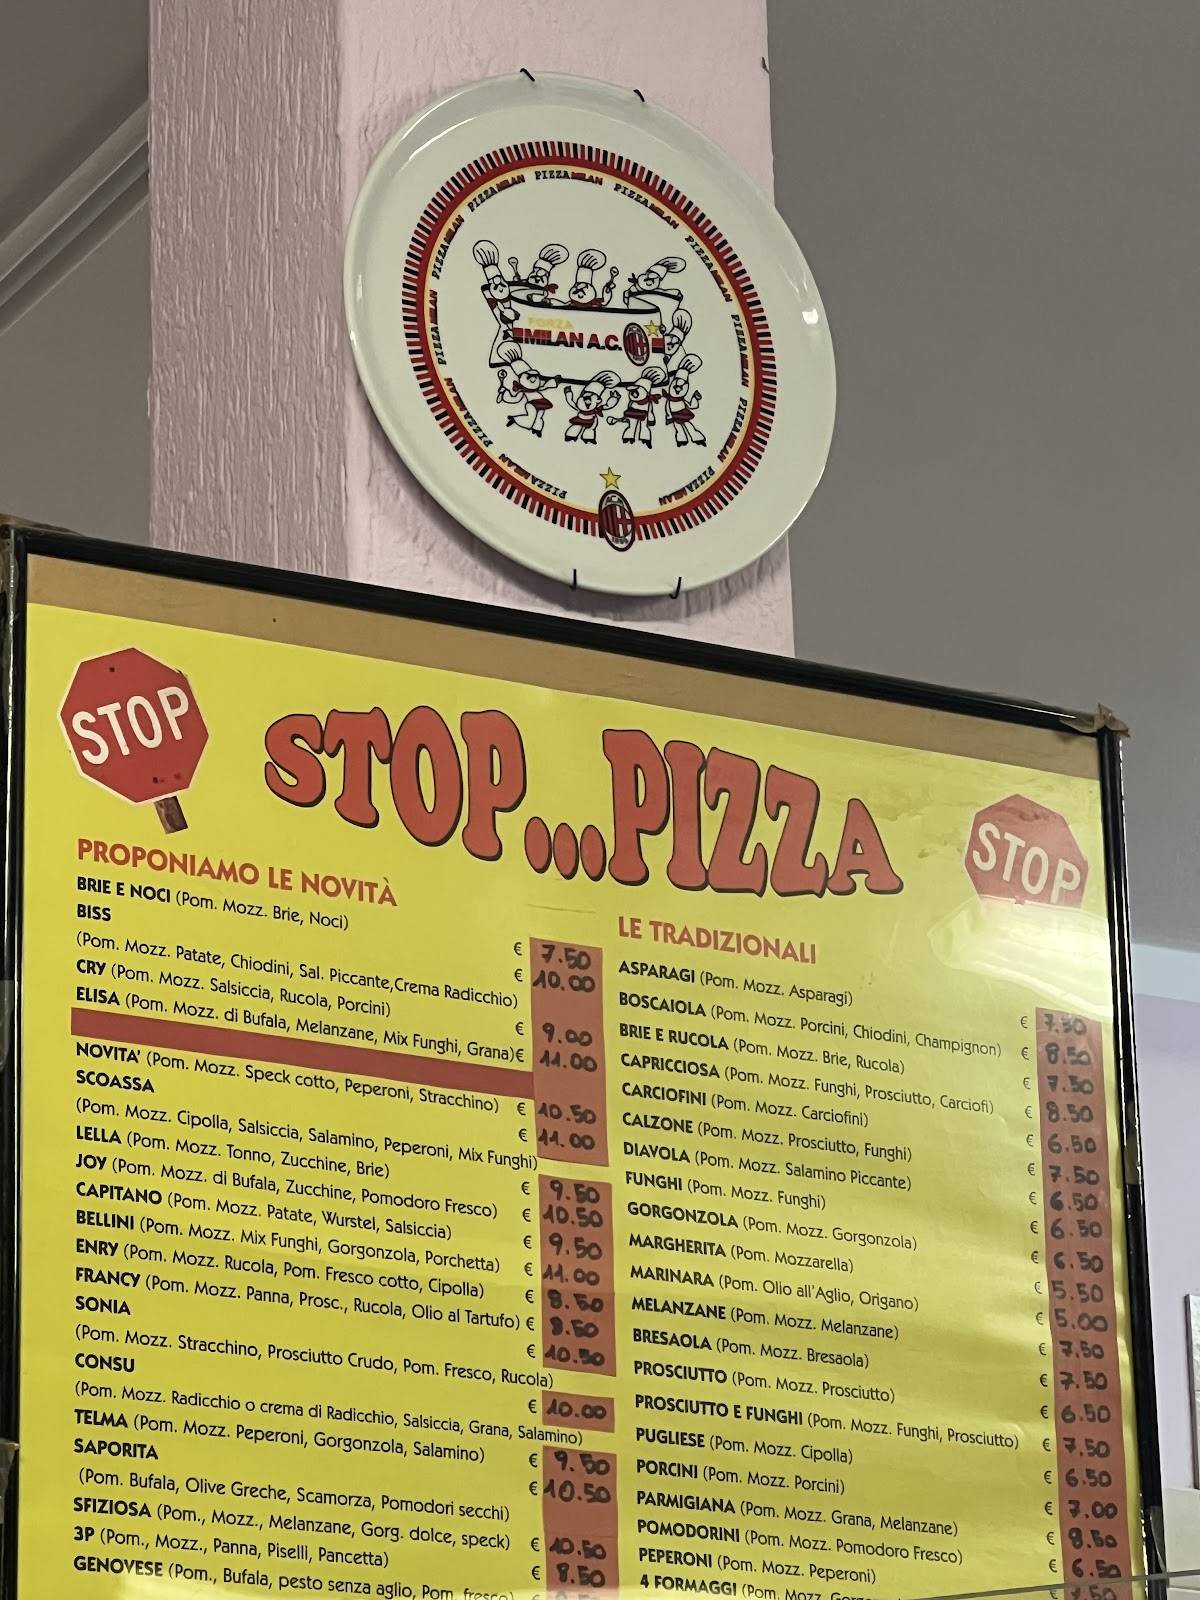 PIZZAMILAN PIZZAMILAN PIZZAMILAN PIZZAMILAN PIZZAMILAN PIZZAMILAN PIZZAMILAN PIZZAMILAN PIZZAMILAN PIZZAMILAN PIZZAMILAN
FORZA
MILAN A.C.
STOP
STOP...PIZZA
STOP
PROPONIAMO LE NOVITÀ
BRIE E NOCI (Pom. Mozz. Brie, Noci) € 7.50
BISS € 10.00
(Pom. Mozz. Patate, Chiodini, Sal. Piccante,Crema Radicchio)
CRY (Pom. Mozz. Salsiccia, Rucola, Porcini) € 9.00
ELISA (Pom. Mozz. di Bufala, Melanzane, Mix Funghi, Grana)€ 11.00
NOVITA' (Pom. Mozz. Speck cotto, Peperoni, Stracchino) € 10.50
SCOASSA € 11.00
(Pom. Mozz. Cipolla, Salsiccia, Salamino, Peperoni, Mix Funghi)
LELLA (Pom. Mozz. Tonno, Zucchine, Brie) € 9.50
JOY (Pom. Mozz. di Bufala, Zucchine, Pomodoro Fresco) € 10.50
CAPITANO (Pom. Mozz. Patate, Wurstel, Salsiccia) € 9.50
BELLINI (Pom. Mozz. Mix Funghi, Gorgonzola, Porchetta) € 11.00
ENRY (Pom. Mozz. Rucola, Pom. Fresco cotto, Cipolla) € 8.50
FRANCY (Pom. Mozz. Panna, Prosc., Rucola, Olio al Tartufo) € 9.50
SONIA € 10.50
(Pom. Mozz. Stracchino, Prosciutto Crudo, Pom. Fresco, Rucola)
CONSU € 10.00
(Pom. Mozz. Radicchio o crema di Radicchio, Salsiccia, Grana, Salamino)
TELMA (Pom. Mozz. Peperoni, Gorgonzola, Salamino) € 9.50
SAPORITA € 10.50
(Pom. Bufala, Olive Greche, Scamorza, Pomodori secchi)
SFIZIOSA (Pom., Mozz., Melanzane, Gorg. dolce, speck) € 10.50
3P (Pom., Mozz., Panna, Piselli, Pancetta) € 8.50
GENOVESE (Pom., Bufala, pesto senza aglio, Pom. fresco)
LE TRADIZIONALI
ASPARAGI (Pom. Mozz. Asparagi) € 7.50
BOSCAIOLA (Pom. Mozz. Porcini, Chiodini, Champignon) € 8.50
BRIE E RUCOLA (Pom. Mozz. Brie, Rucola) € 7.50
CAPRICCIOSA (Pom. Mozz. Funghi, Prosciutto, Carciofi) € 8.50
CARCIOFINI (Pom. Mozz. Carciofini) € 6.50
CALZONE (Pom. Mozz. Prosciutto, Funghi) € 7.50
DIAVOLA (Pom. Mozz. Salamino Piccante) € 6.50
FUNGHI (Pom. Mozz. Funghi) € 6.50
GORGONZOLA (Pom. Mozz. Gorgonzola) € 6.50
MARGHERITA (Pom. Mozzarella) € 5.50
MARINARA (Pom. Olio all'Aglio, Origano) € 5.00
MELANZANE (Pom. Mozz. Melanzane) € 7.50
BRESAOLA (Pom. Mozz. Bresaola) € 7.50
PROSCIUTTO (Pom. Mozz. Prosciutto) € 6.50
PROSCIUTTO E FUNGHI (Pom. Mozz. Funghi, Prosciutto) € 7.50
PUGLIESE (Pom. Mozz. Cipolla) € 6.50
PORCINI (Pom. Mozz. Porcini) € 7.00
PARMIGIANA (Pom. Mozz. Grana, Melanzane) € 8.50
POMODORINI (Pom. Mozz. Pomodoro Fresco) € 6.50
PEPERONI (Pom. Mozz. Peperoni) €
4 FORMAGGI (Pom. Mozz.